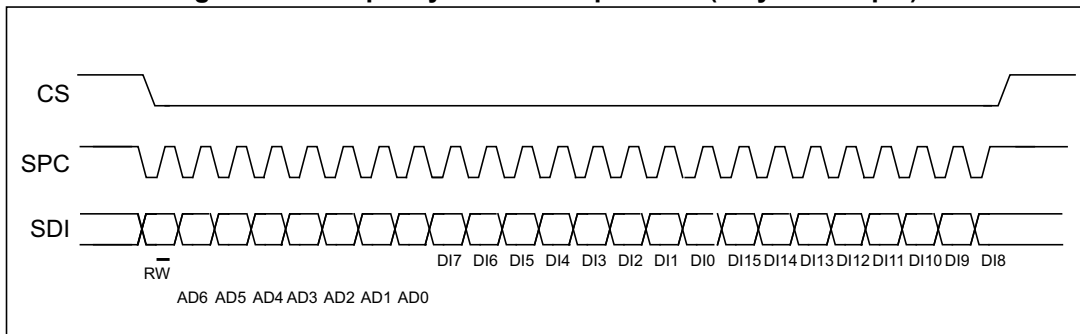 CS
SPC
SDI
RW
DI7 DI6 DI5 DI4 DI3 DI2 DI1 DI0 DI15 DI14 DI13 DI12 DI11 DI10 DI9 DI8
AD6 AD5 AD4 AD3 AD2 AD1 AD0